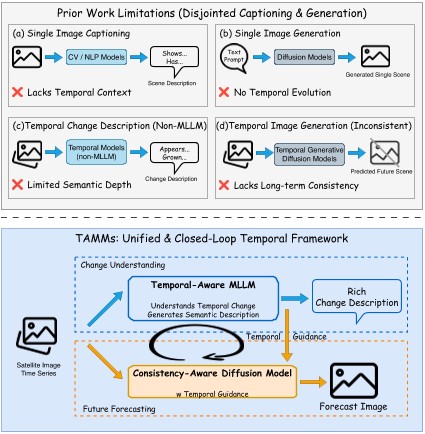 Prior Work Limitations (Disjointed Captioning & Generation)
(a) Single Image Captioning
CV / NLP Models
Shows...
Has...
Scene Description
Lacks Temporal Context
(b) Single Image Generation
Text
Prompt
Diffusion Models
Generated Single Scene
No Temporal Evolution
(c)Temporal Change Description (Non-MLLM)
Temporal Models
(non-MLLM)
Appears...
Grown...
Change Description
Limited Semantic Depth
(d)Temporal Image Generation (Inconsistent)
Temporal Generative
Diffusion Models
Predicted Future Scene
Lacks Long-term Consistency
TAMMs: Unified & Closed-Loop Temporal Framework
Change Understanding
Temporal-Aware MLLM
Understands Temporal Change
Generates Semantic Description
Rich
Change Description
Satellite Image
Time Series
Temporal Guidance
Consistency-Aware Diffusion Model
w Temporal Guidance
Future Forecasting
Forecast Image